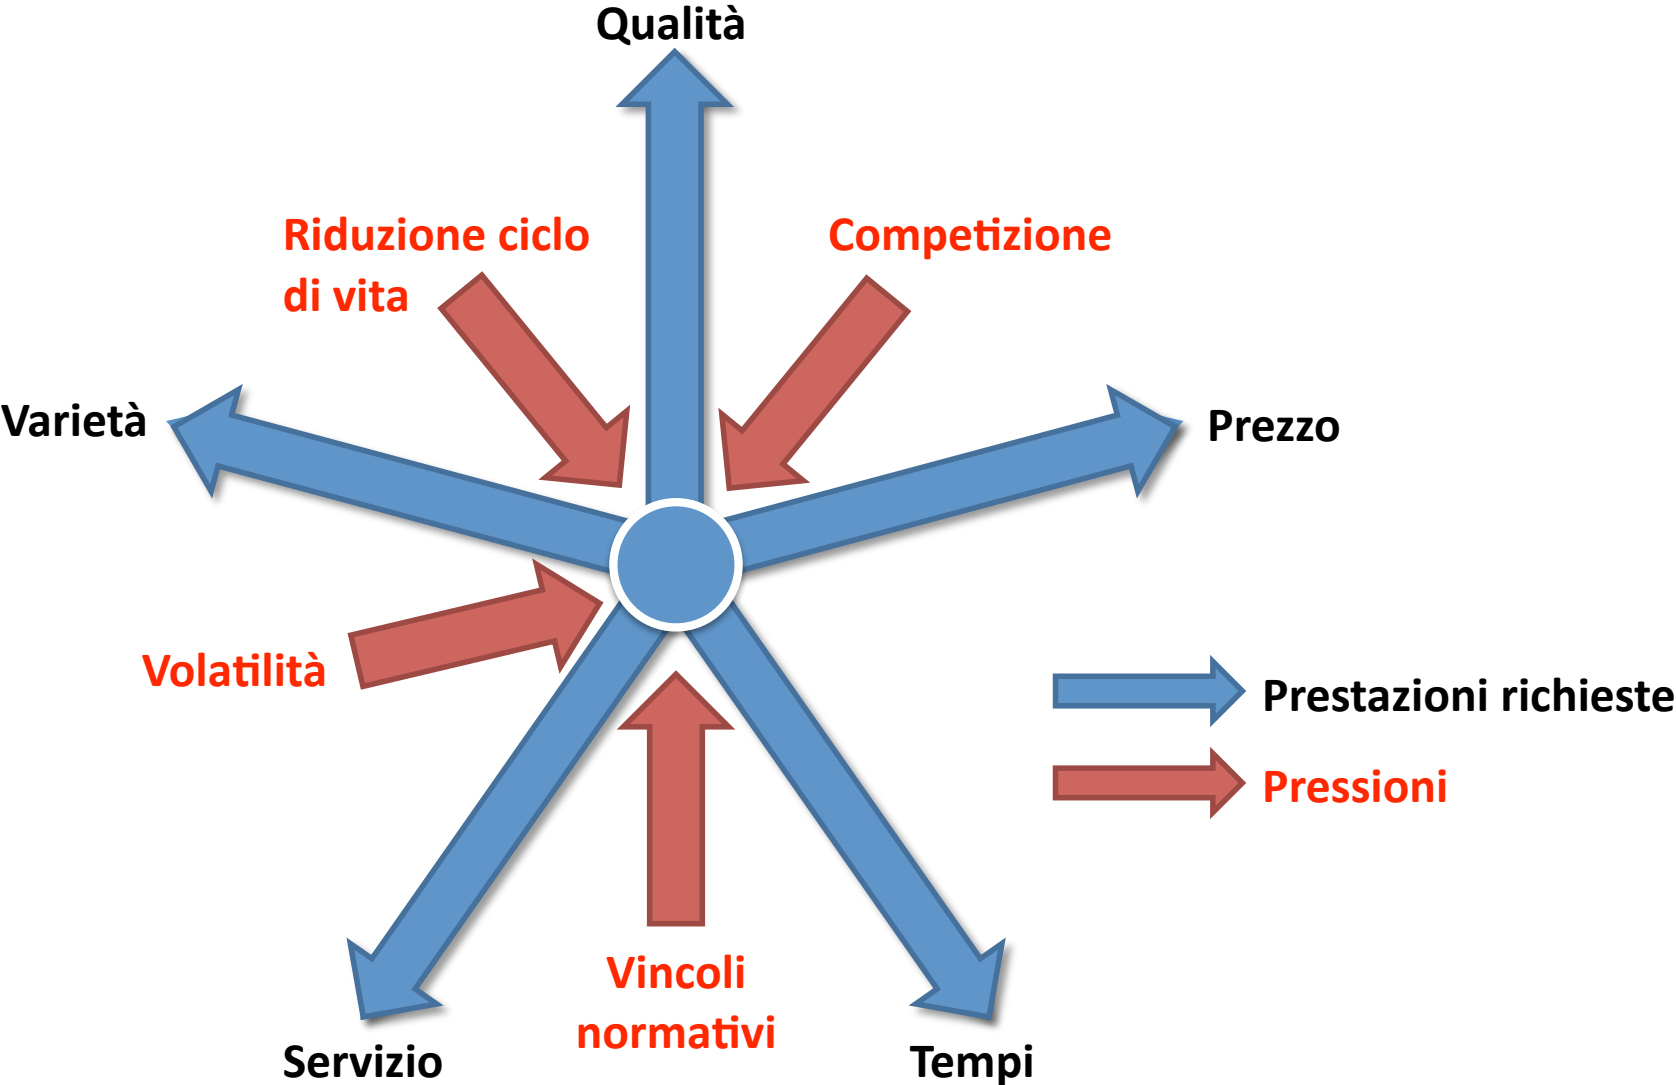 Qualità
Riduzione ciclo
di vita
Competizione
Varietà
Prezzo
Volatilità
Prestazioni richieste
Pressioni
Vincoli
normativi
Servizio
Tempi